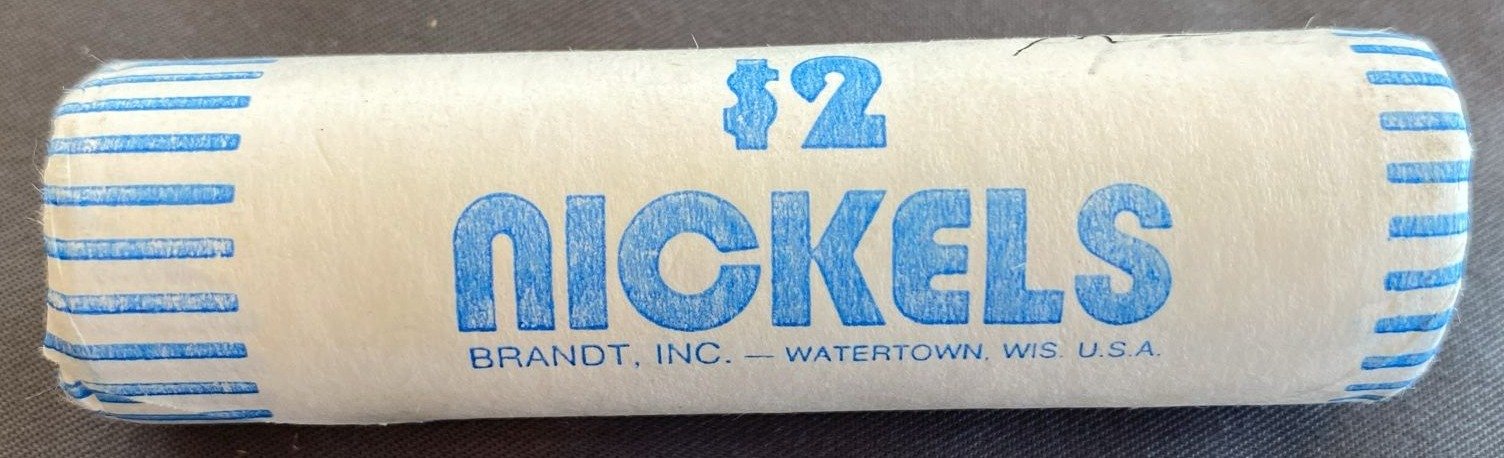 $2
NICKELS
BRANDT, INC. — WATERTOWN, WIS. U.S.A.